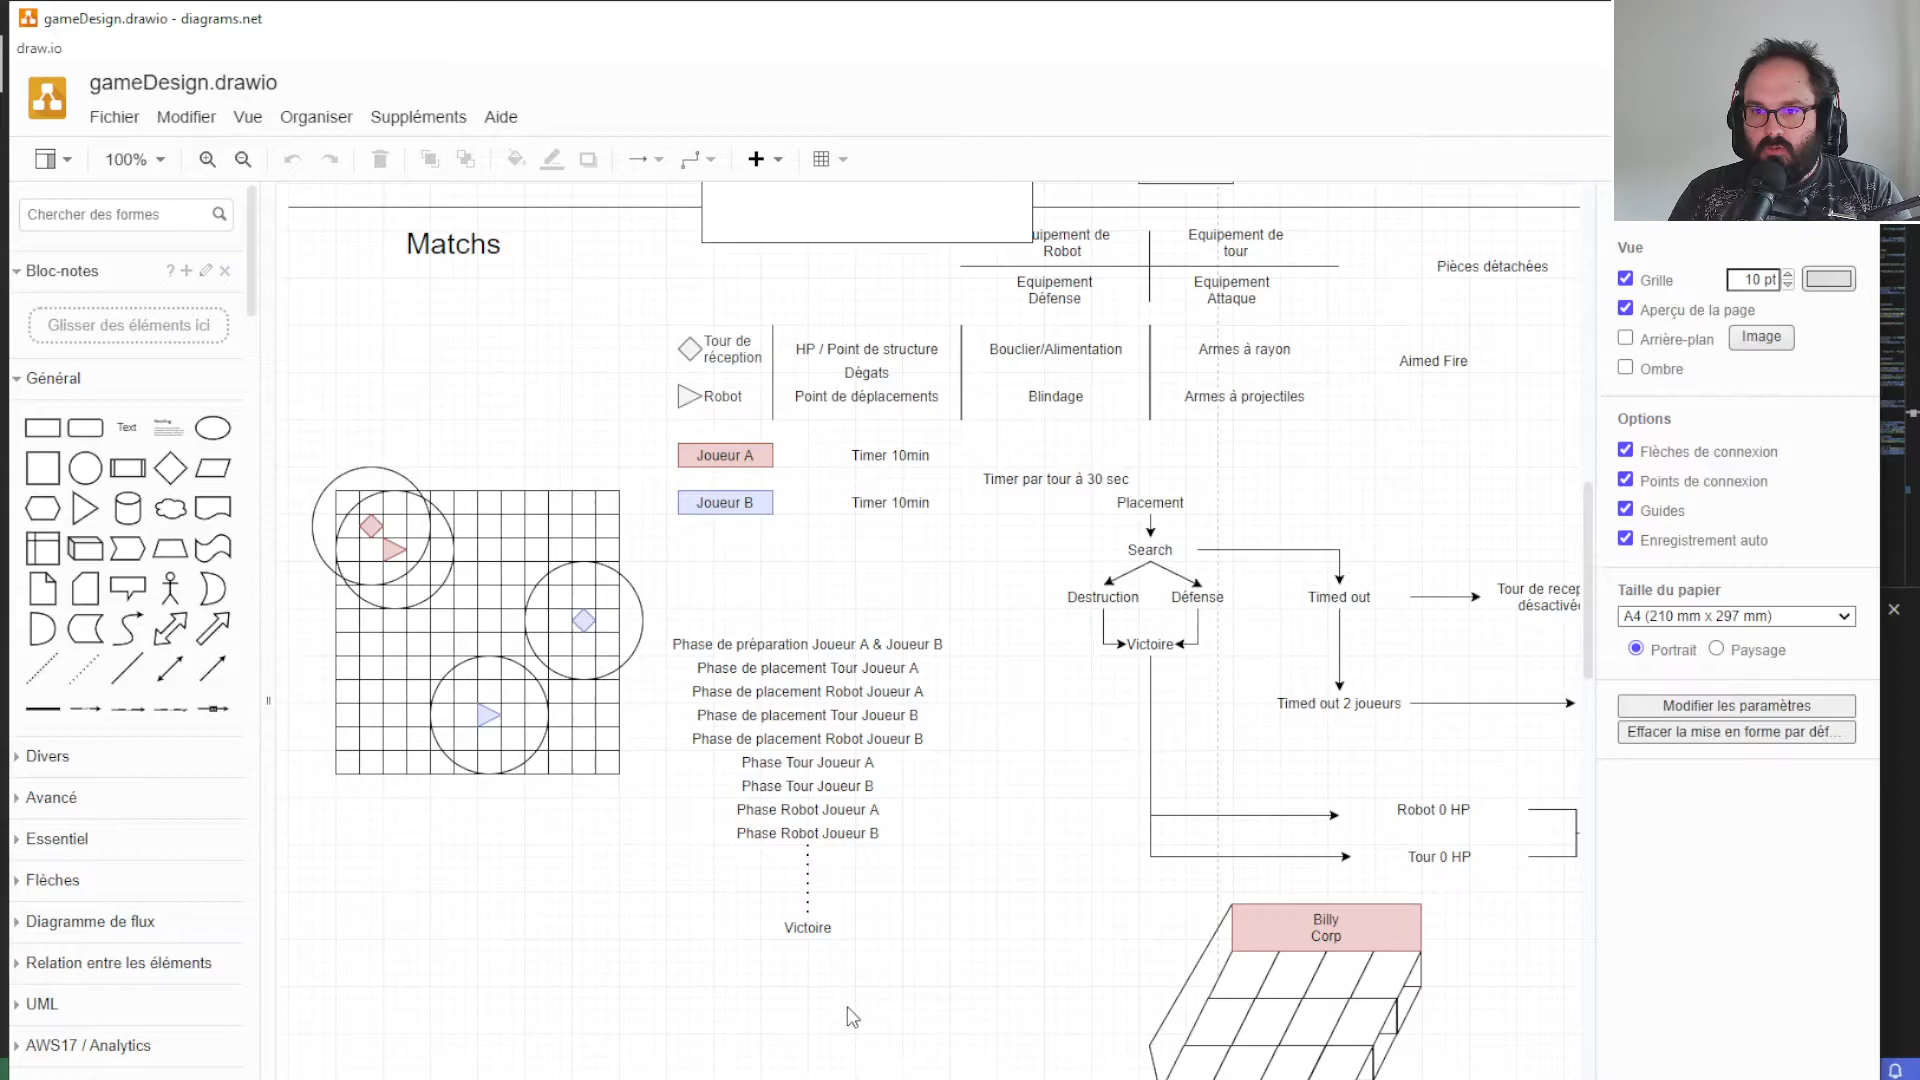 gameDesign.drawio - diagrams.net
draw.io
gameDesign.drawio
Fichier Modifier Vue Organiser Suppléments Aide
100%
Chercher des formes
Bloc-notes
Glisser des éléments ici
Général
Text
Heading
Divers
Avancé
Essentiel
Flèches
Diagramme de flux
Relation entre les éléments
UML
AWS17 / Analytics
Matchs
uipement de
Robot
Equipement de
tour
Equipement
Défense
Equipement
Attaque
Pièces détachées
Tour de
réception
HP / Point de structure
Dégats
Bouclier/Alimentation
Armes à rayon
Aimed Fire
Robot
Point de déplacements
Blindage
Armes à projectiles
Joueur A
Timer 10min
Joueur B
Timer 10min
Timer par tour à 30 sec
Placement
Search
Destruction
Défense
Timed out
Tour de recep
désactivé
Victoire
Timed out 2 joueurs
Robot 0 HP
Tour 0 HP
Phase de préparation Joueur A & Joueur B
Phase de placement Tour Joueur A
Phase de placement Robot Joueur A
Phase de placement Tour Joueur B
Phase de placement Robot Joueur B
Phase Tour Joueur A
Phase Tour Joueur B
Phase Robot Joueur A
Phase Robot Joueur B
Victoire
Billy
Corp
Vue
Grille 10 pt
Aperçu de la page
Arrière-plan Image
Ombre
Options
Flèches de connexion
Points de connexion
Guides
Enregistrement auto
Taille du papier
A4 (210 mm x 297 mm)
Portrait Paysage
Modifier les paramètres
Effacer la mise en forme par déf...